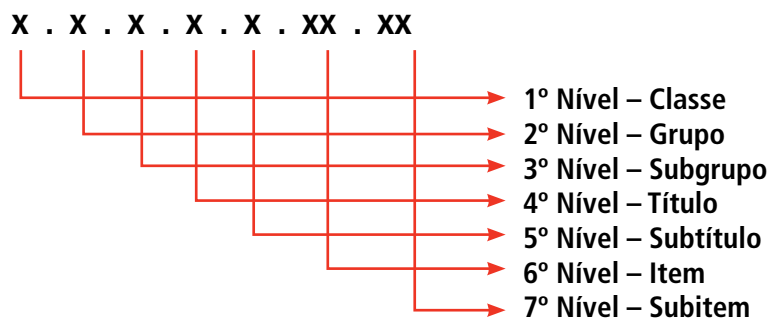 X . X . X . X . X . XX . XX
1º Nível – Classe
2º Nível – Grupo
3º Nível – Subgrupo
4º Nível – Título
5º Nível – Subtítulo
6º Nível – Item
7º Nível – Subitem